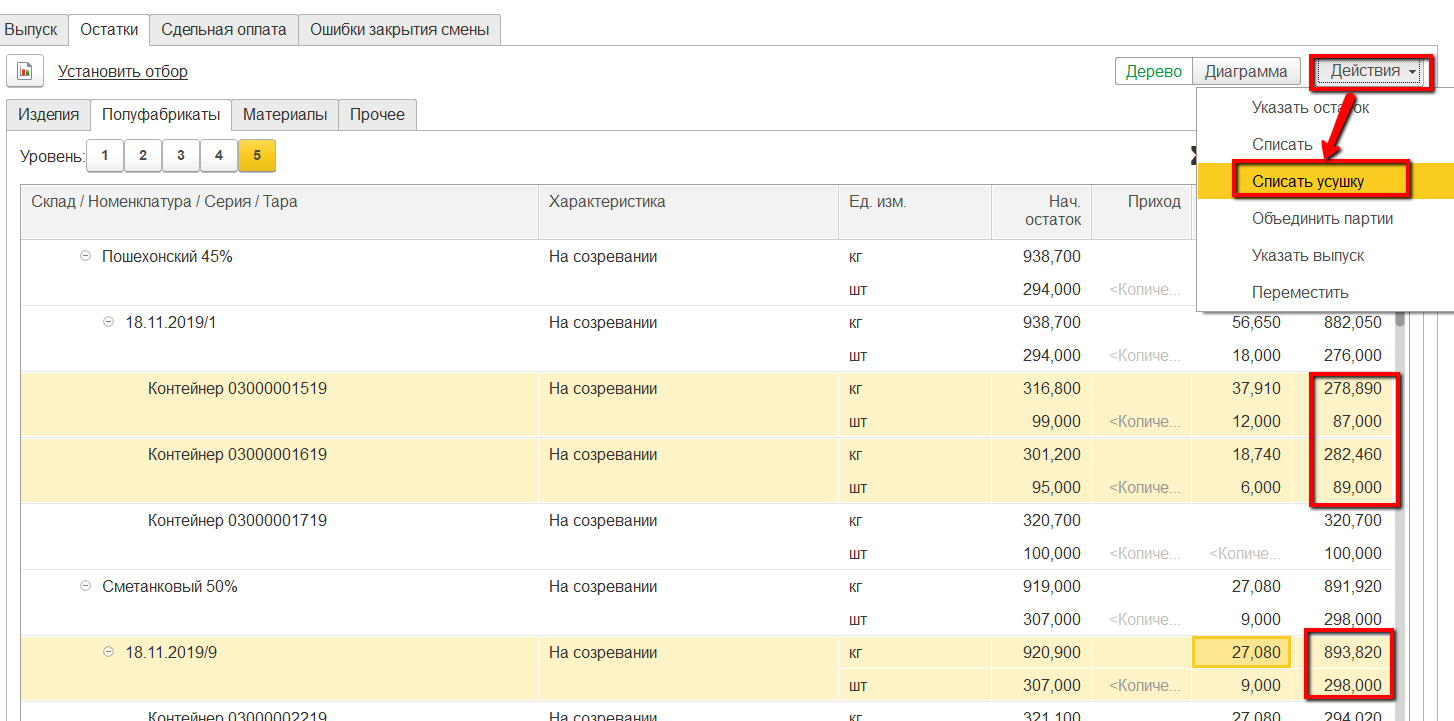 Выпуск Остатки Сдельная оплата Ошибки закрытия смены
Установить отбор Дерево Диаграмма Действия
Изделия Полуфабрикаты Материалы Прочее
Указать остаток
Списать
Списать усушку
Объединить партии
Указать выпуск
Переместить
Уровень: 1 2 3 4 5
Склад / Номенклатура / Серия / Тара Характеристика Ед. изм. Нач. остаток Приход
Пошехонский 45% На созревании кг 938,700
шт 294,000 <Количе...
18.11.2019/1 На созревании кг 938,700 56,650 882,050
шт 294,000 <Количе... 18,000 276,000
Контейнер 03000001519 На созревании кг 316,800 37,910 278,890
шт 99,000 <Количе... 12,000 87,000
Контейнер 03000001619 На созревании кг 301,200 18,740 282,460
шт 95,000 <Количе... 6,000 89,000
Контейнер 03000001719 На созревании кг 320,700 320,700
шт 100,000 <Количе... <Количе... 100,000
Сметанковый 50% На созревании кг 919,000 27,080 891,920
шт 307,000 <Количе... 9,000 298,000
18.11.2019/9 На созревании кг 920,900 27,080 893,820
шт 307,000 <Количе... 9,000 298,000
Контейнер 03000002219 На созревании кг 321,100 27,080 294,020